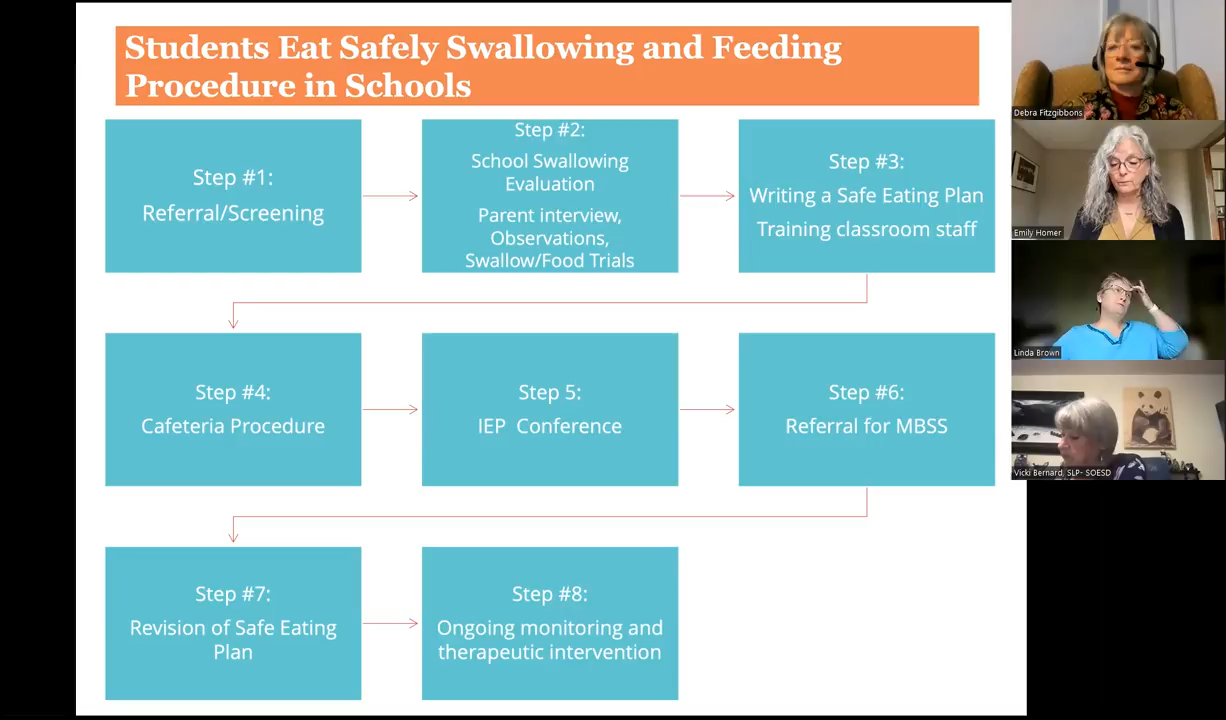 Students Eat Safely Swallowing and Feeding
Procedure in Schools
Step #1:
Referral/Screening
Step #2:
School Swallowing
Evaluation
Parent interview,
Observations,
Swallow/Food Trials
Step #3:
Writing a Safe Eating Plan
Training classroom staff
Step #4:
Cafeteria Procedure
Step 5:
IEP Conference
Step #6:
Referral for MBSS
Step #7:
Revision of Safe Eating
Plan
Step #8:
Ongoing monitoring and
therapeutic intervention
Debra Fitzgibbons
Emily Homer
Linda Brown
Vicki Bernard, SLP- SOESD